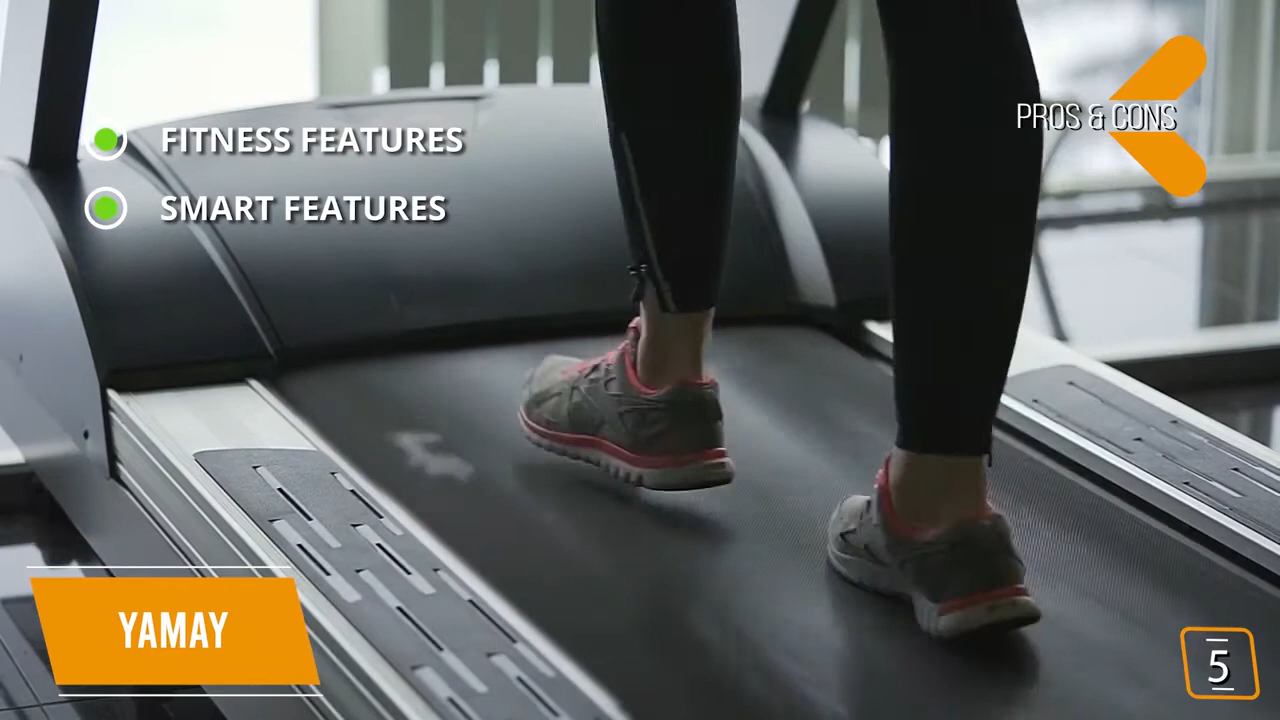 FITNESS FEATURES
SMART FEATURES
PROS & CONS
YAMAY
5